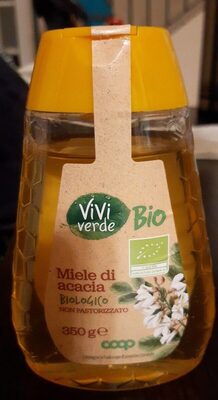 ViVi
verde
Bio
Miele di
acacia
BIOLOGICO
NON PASTORIZZATO
350 g e
coop